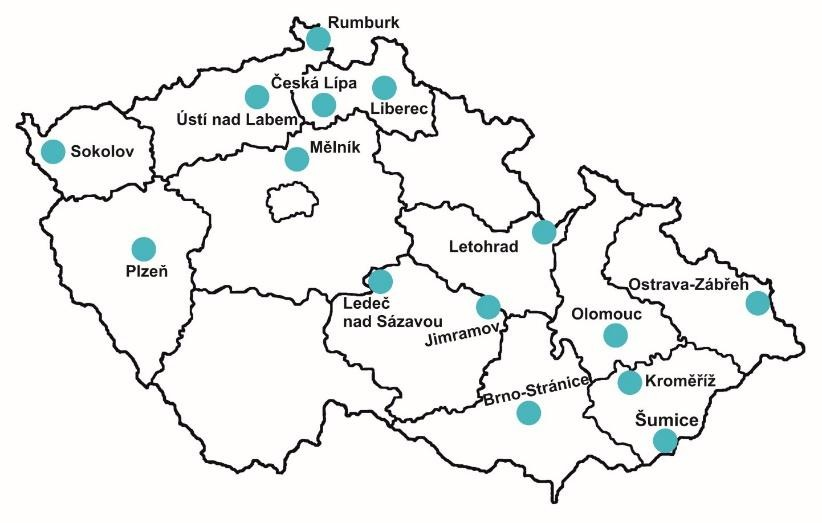 Rumburk
Česká Lípa
Liberec
Ústí nad Labem
Mělník
Sokolov
Letohrad
Plzeň
Ostrava-Zábřeh
Ledeč
nad Sázavou
Olomouc
Jimramov
Kroměříž
Brno-Stránice
Šumice